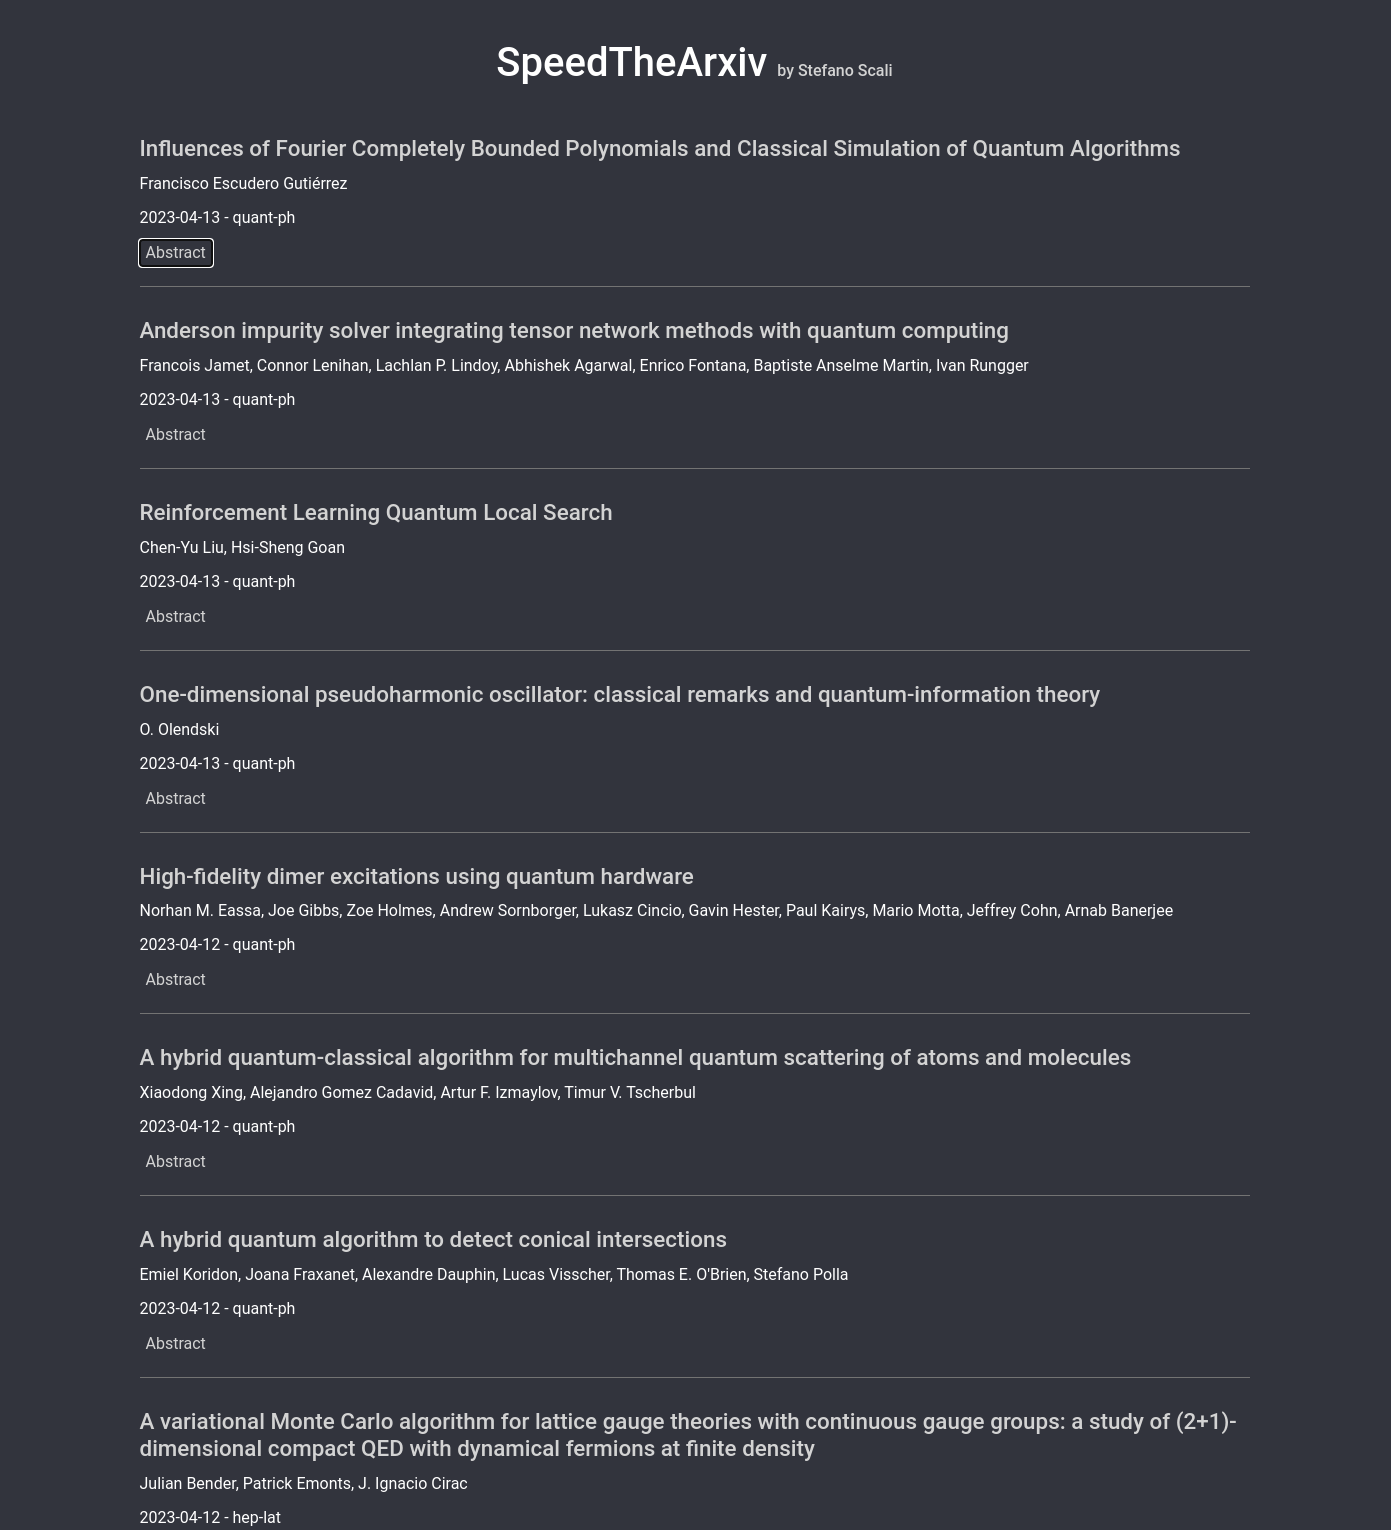 SpeedTheArxiv by Stefano Scali
Influences of Fourier Completely Bounded Polynomials and Classical Simulation of Quantum Algorithms
Francisco Escudero Gutiérrez
2023-04-13 - quant-ph
Abstract
Anderson impurity solver integrating tensor network methods with quantum computing
Francois Jamet, Connor Lenihan, Lachlan P. Lindoy, Abhishek Agarwal, Enrico Fontana, Baptiste Anselme Martin, Ivan Rungger
2023-04-13 - quant-ph
Abstract
Reinforcement Learning Quantum Local Search
Chen-Yu Liu, Hsi-Sheng Goan
2023-04-13 - quant-ph
Abstract
One-dimensional pseudoharmonic oscillator: classical remarks and quantum-information theory
O. Olendski
2023-04-13 - quant-ph
Abstract
High-fidelity dimer excitations using quantum hardware
Norhan M. Eassa, Joe Gibbs, Zoe Holmes, Andrew Sornborger, Lukasz Cincio, Gavin Hester, Paul Kairys, Mario Motta, Jeffrey Cohn, Arnab Banerjee
2023-04-12 - quant-ph
Abstract
A hybrid quantum-classical algorithm for multichannel quantum scattering of atoms and molecules
Xiaodong Xing, Alejandro Gomez Cadavid, Artur F. Izmaylov, Timur V. Tscherbul
2023-04-12 - quant-ph
Abstract
A hybrid quantum algorithm to detect conical intersections
Emiel Koridon, Joana Fraxanet, Alexandre Dauphin, Lucas Visscher, Thomas E. O'Brien, Stefano Polla
2023-04-12 - quant-ph
Abstract
A variational Monte Carlo algorithm for lattice gauge theories with continuous gauge groups: a study of (2+1)-
dimensional compact QED with dynamical fermions at finite density
Julian Bender, Patrick Emonts, J. Ignacio Cirac
2023-04-12 - hep-lat